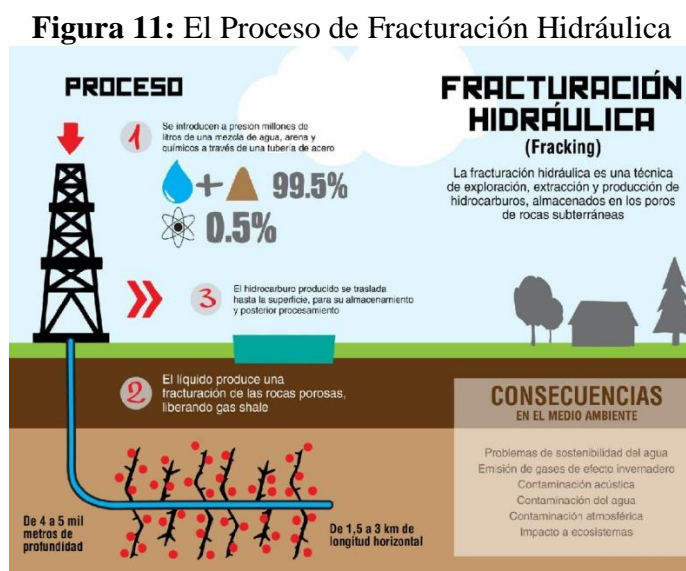 Figura 11: El Proceso de Fracturación Hidráulica
PROCESO
1
Se introducen a presión millones de
litros de una mezcla de agua, arena y
químicos a través de una tubería de acero
+ 99.5%
0.5%
FRACTURACIÓN
HIDRÁULICA
(Fracking)
La fracturación hidráulica es una técnica
de exploración, extracción y producción de
hidrocarburos, almacenados en los poros
de rocas subterráneas
3
El hidrocarburo producido se traslada
hasta la superficie, para su almacenamiento
y posterior procesamiento
2
El líquido produce una
fracturación de las rocas porosas,
liberando gas shale
De 4 a 5 mil
metros de
profundidad
De 1,5 a 3 km de
longitud horizontal
CONSECUENCIAS
EN EL MEDIO AMBIENTE
Problemas de sostenibilidad del agua
Emisión de gases de efecto invernadero
Contaminación acústica
Contaminación del agua
Contaminación atmosférica
Impacto a ecosistemas